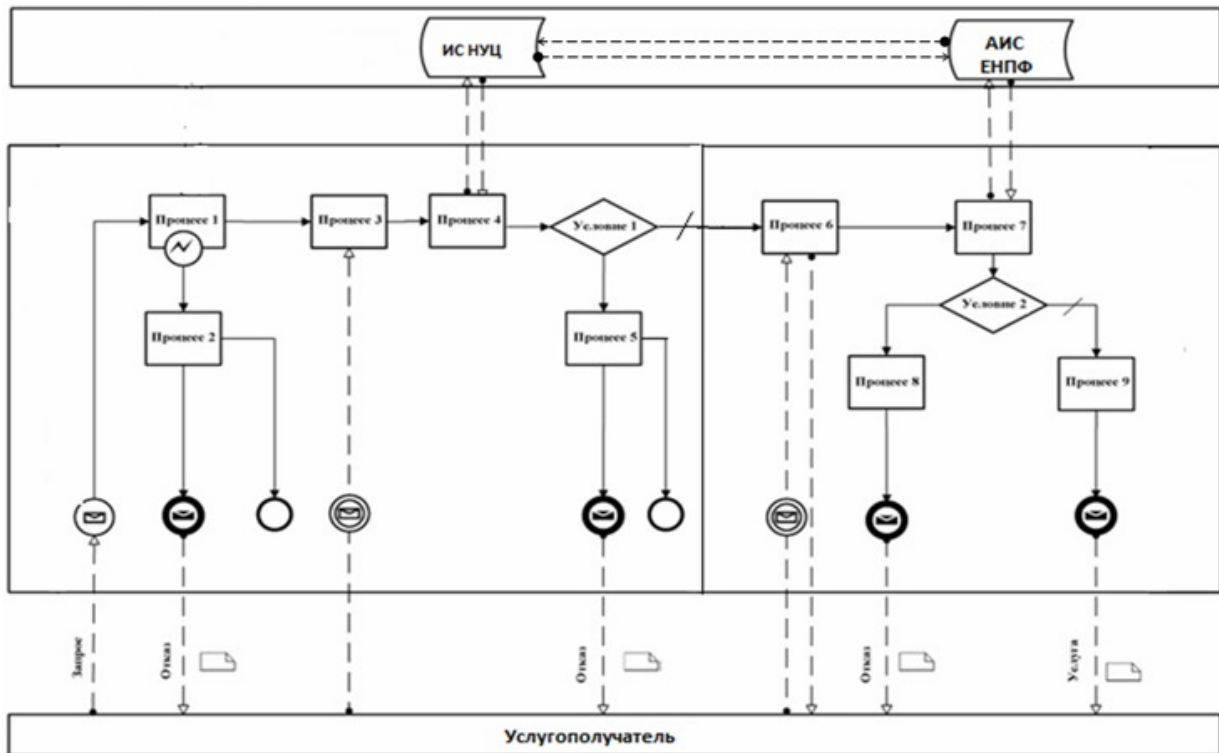 ИС НУЦ
АИС
ЕНПФ
Процесс 1
Процесс 3
Процесс 4
Условие 1
Процесс 6
Процесс 7
Условие 2
Процесс 2
Процесс 5
Процесс 8
Процесс 9
Запрос
Отказ
Отказ
Отказ
Услуга
Услугополучатель